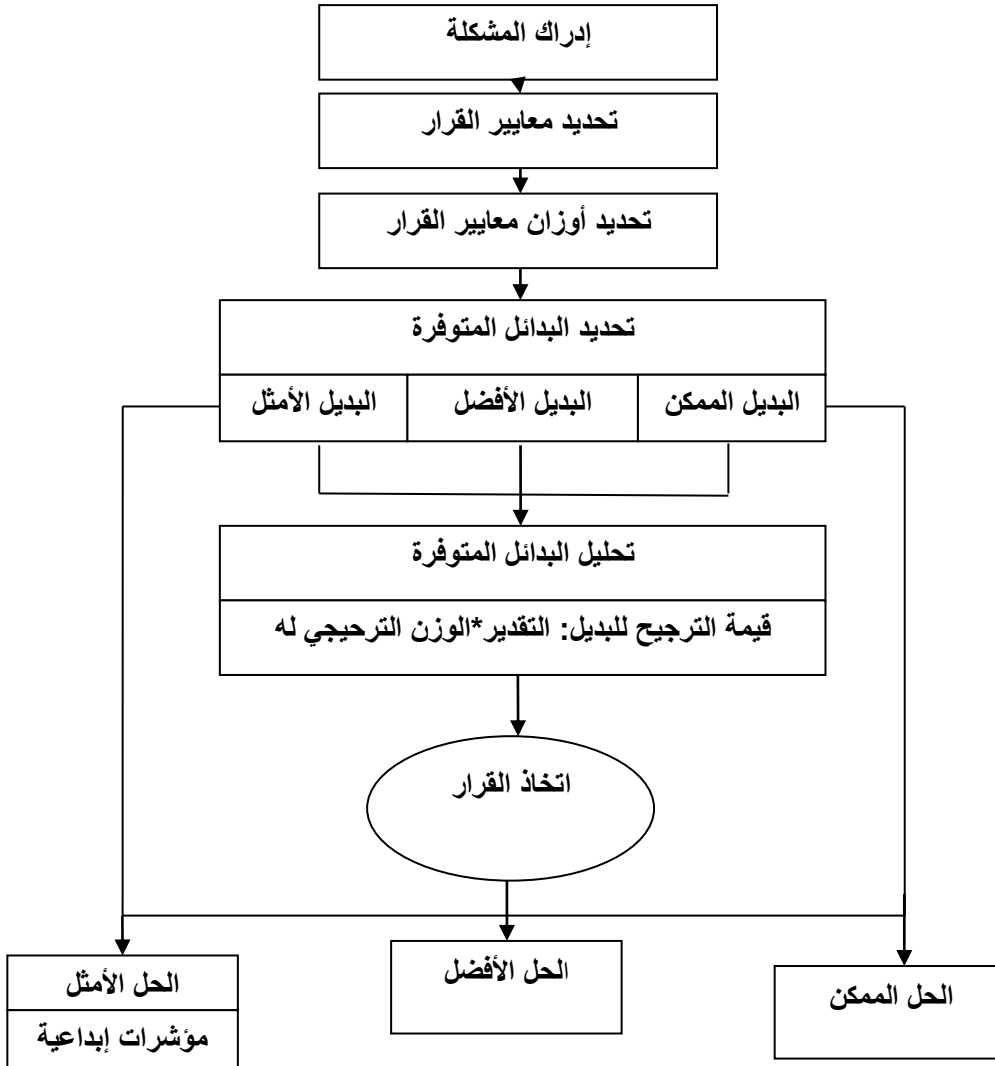 إدراك المشكلة
تحديد معايير القرار
تحديد أوزان معايير القرار
تحديد البدائل المتوفرة
البديل الممكن
البديل الأفضل
البديل الأمثل
تحليل البدائل المتوفرة
قيمة الترجيح للبديل: التقدير*الوزن الترحيجي له
اتخاذ القرار
الحل الممكن
الحل الأفضل
الحل الأمثل
مؤشرات إبداعية